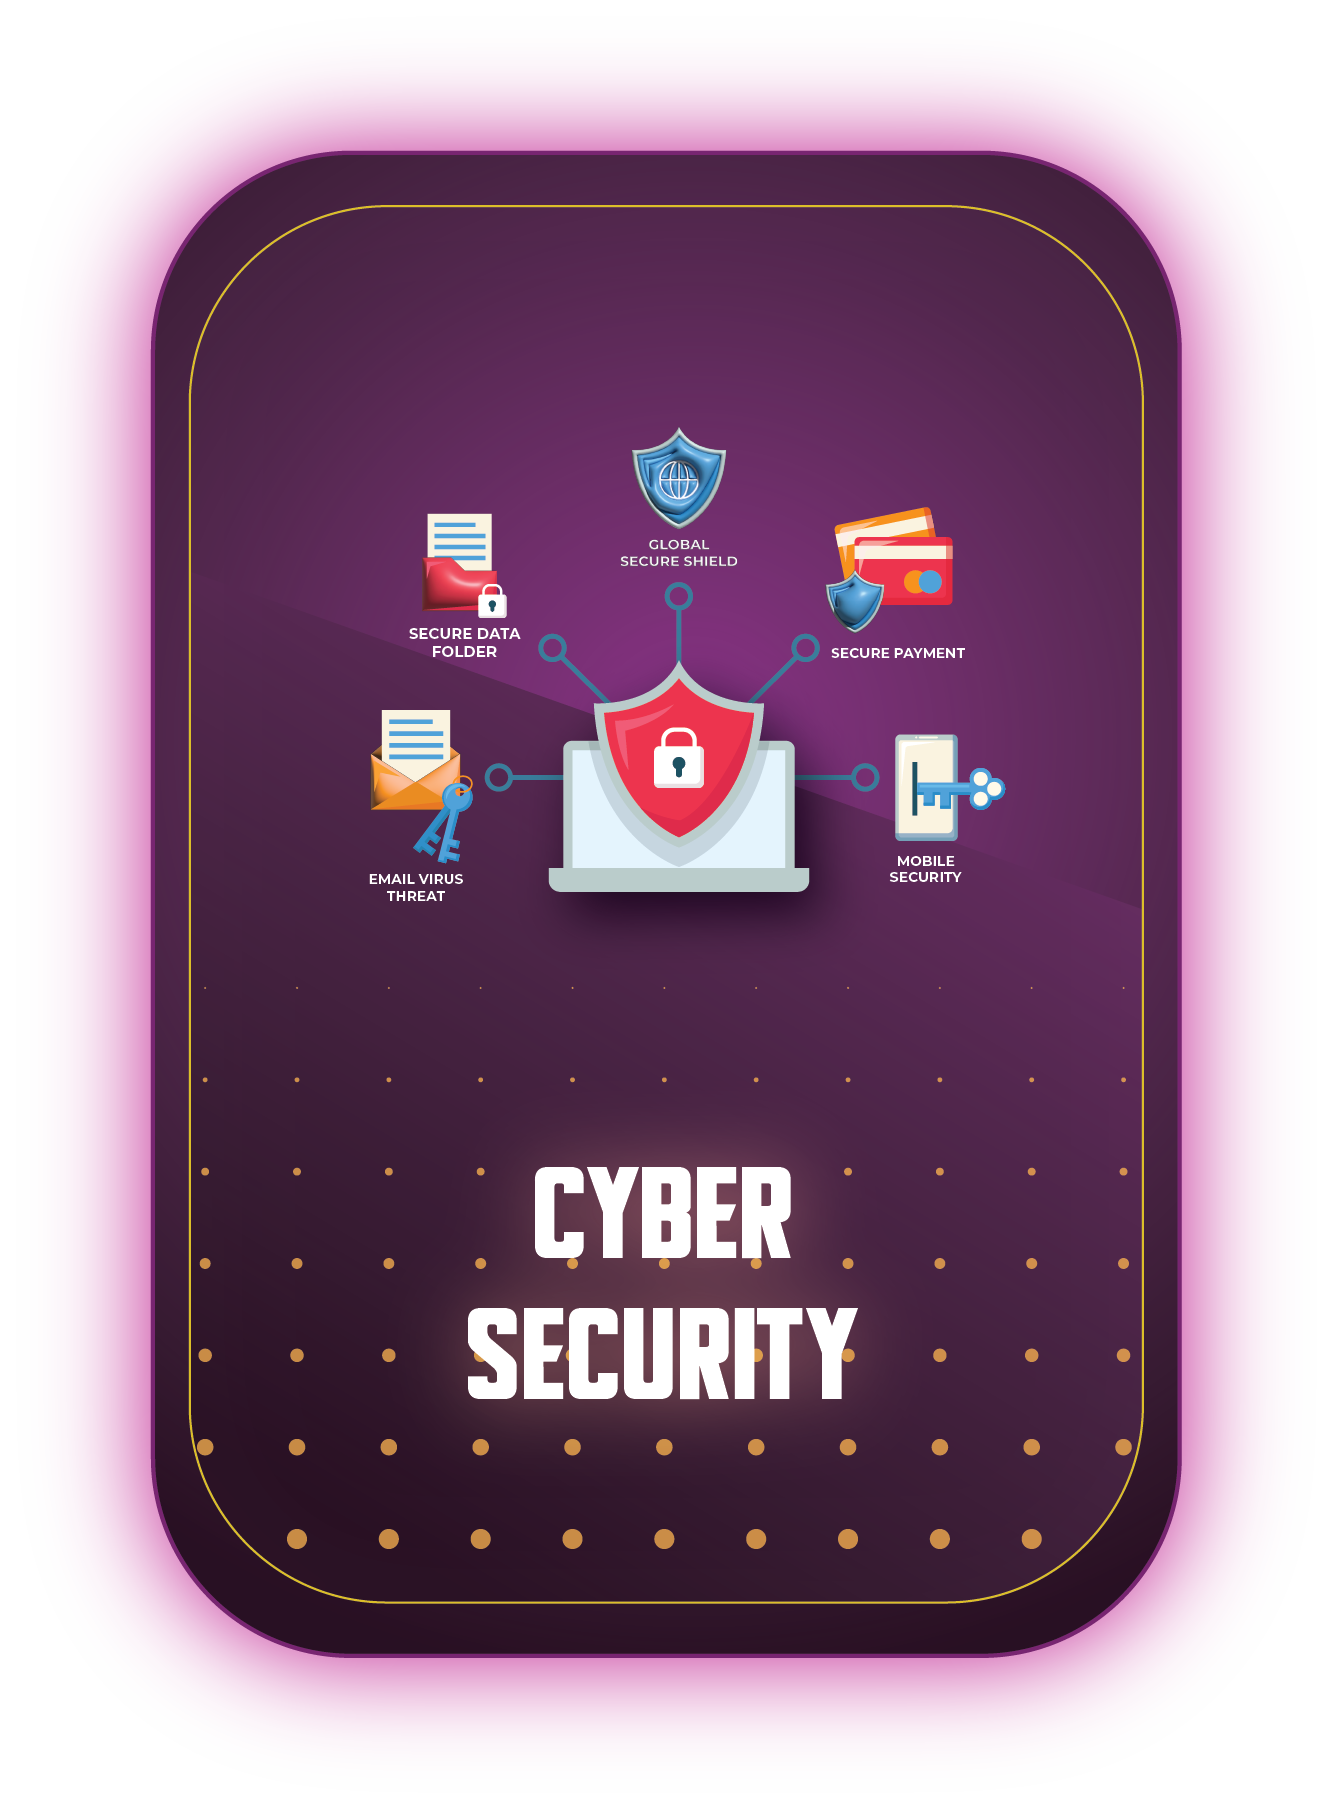 GLOBAL
SECURE SHIELD
SECURE DATA
FOLDER
SECURE PAYMENT
EMAIL VIRUS
THREAT
MOBILE
SECURITY
CYBER
SECURITY